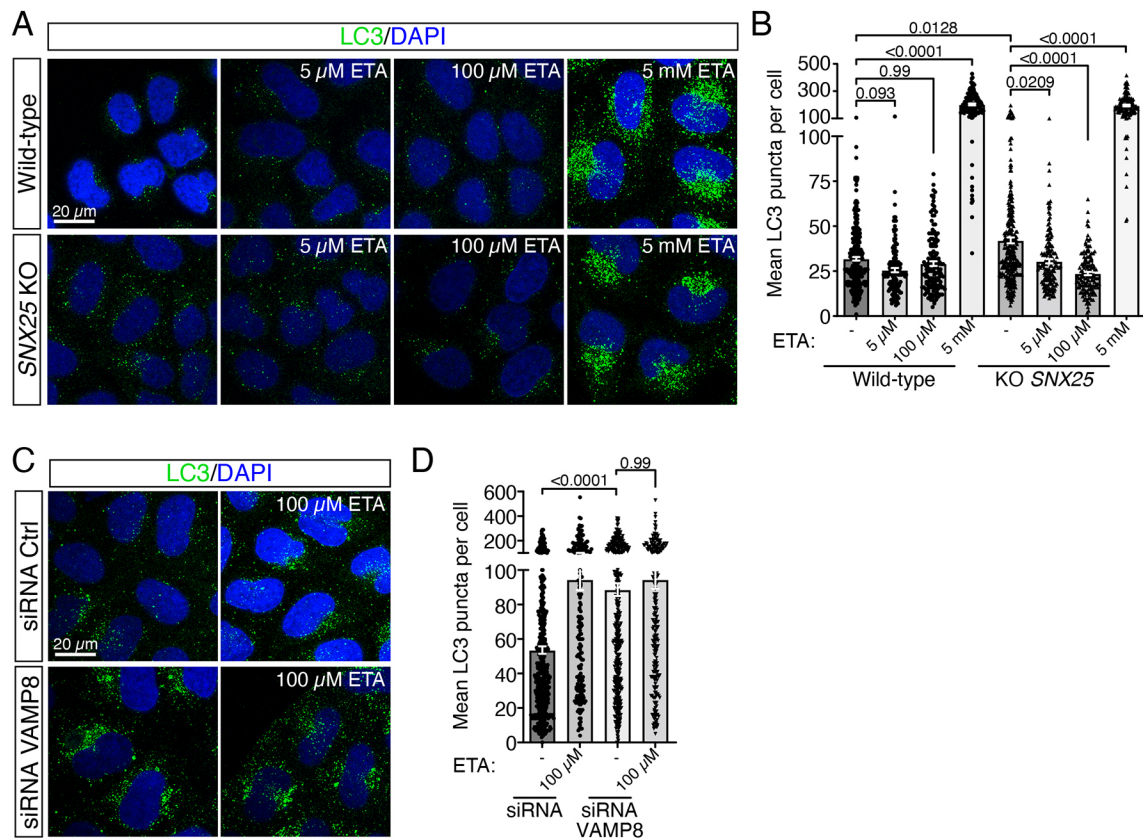 A
LC3/DAPI
Wild-type
5 µM ETA
100 µM ETA
5 mM ETA
20 µm
SNX25 KO
5 µM ETA
100 µM ETA
5 mM ETA
B
0.0128
<0.0001
<0.0001
0.99
<0.0001
0.093
0.0209
Mean LC3 puncta per cell
500
300
100
100
75
50
25
0
ETA:
-
5 µM
100 µM
5 mM
-
5 µM
100 µM
5 mM
Wild-type
KO SNX25
C
LC3/DAPI
siRNA Ctrl
100 µM ETA
20 µm
siRNA VAMP8
100 µM ETA
D
0.99
<0.0001
Mean LC3 puncta per cell
600
400
200
100
80
60
40
20
0
ETA:
-
100 µM
-
100 µM
siRNA
siRNA
VAMP8